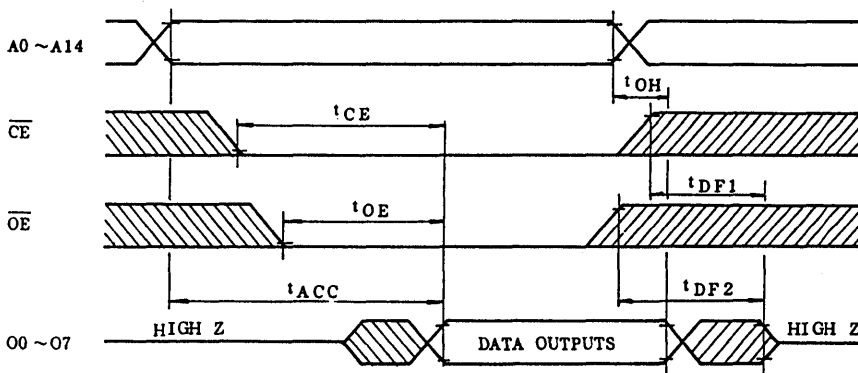 A0 ~A14
tOH
CE
tCE
tDF1
OE
tOE
tACC
tDF2
O0 ~O7
HIGH Z
DATA OUTPUTS
HIGH Z